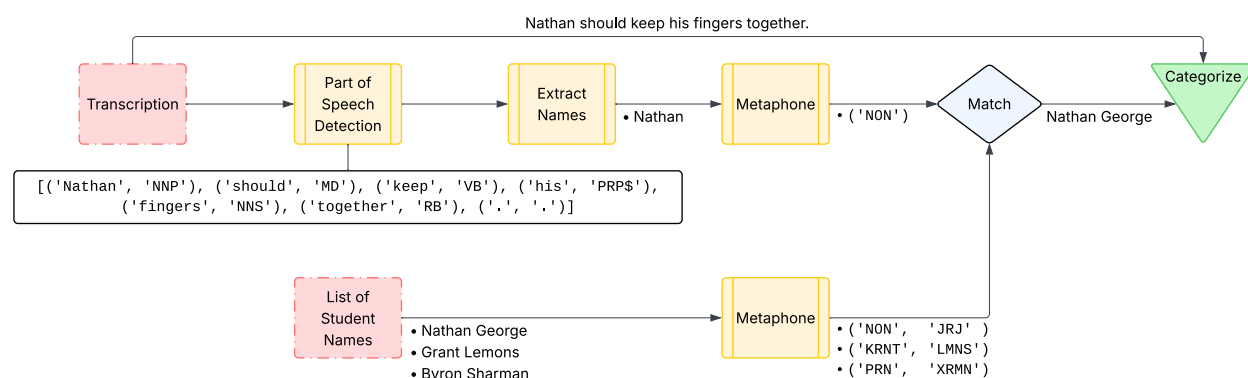 Nathan should keep his fingers together.
Transcription
Part of
Speech
Detection
Extract
Names
• Nathan
Metaphone
• ('NON')
Match
Nathan George
Categorize
[('Nathan', 'NNP'), ('should', 'MD'), ('keep', 'VB'), ('his', 'PRP$'),
('fingers', 'NNS'), ('together', 'RB'), ('.', '.')]
List of
Student
Names
• Nathan George
• Grant Lemons
• Byron Sharman
Metaphone
• ('NON', 'JRJ' )
• ('KRNT', 'LMNS')
• ('PRN', 'XRMN')